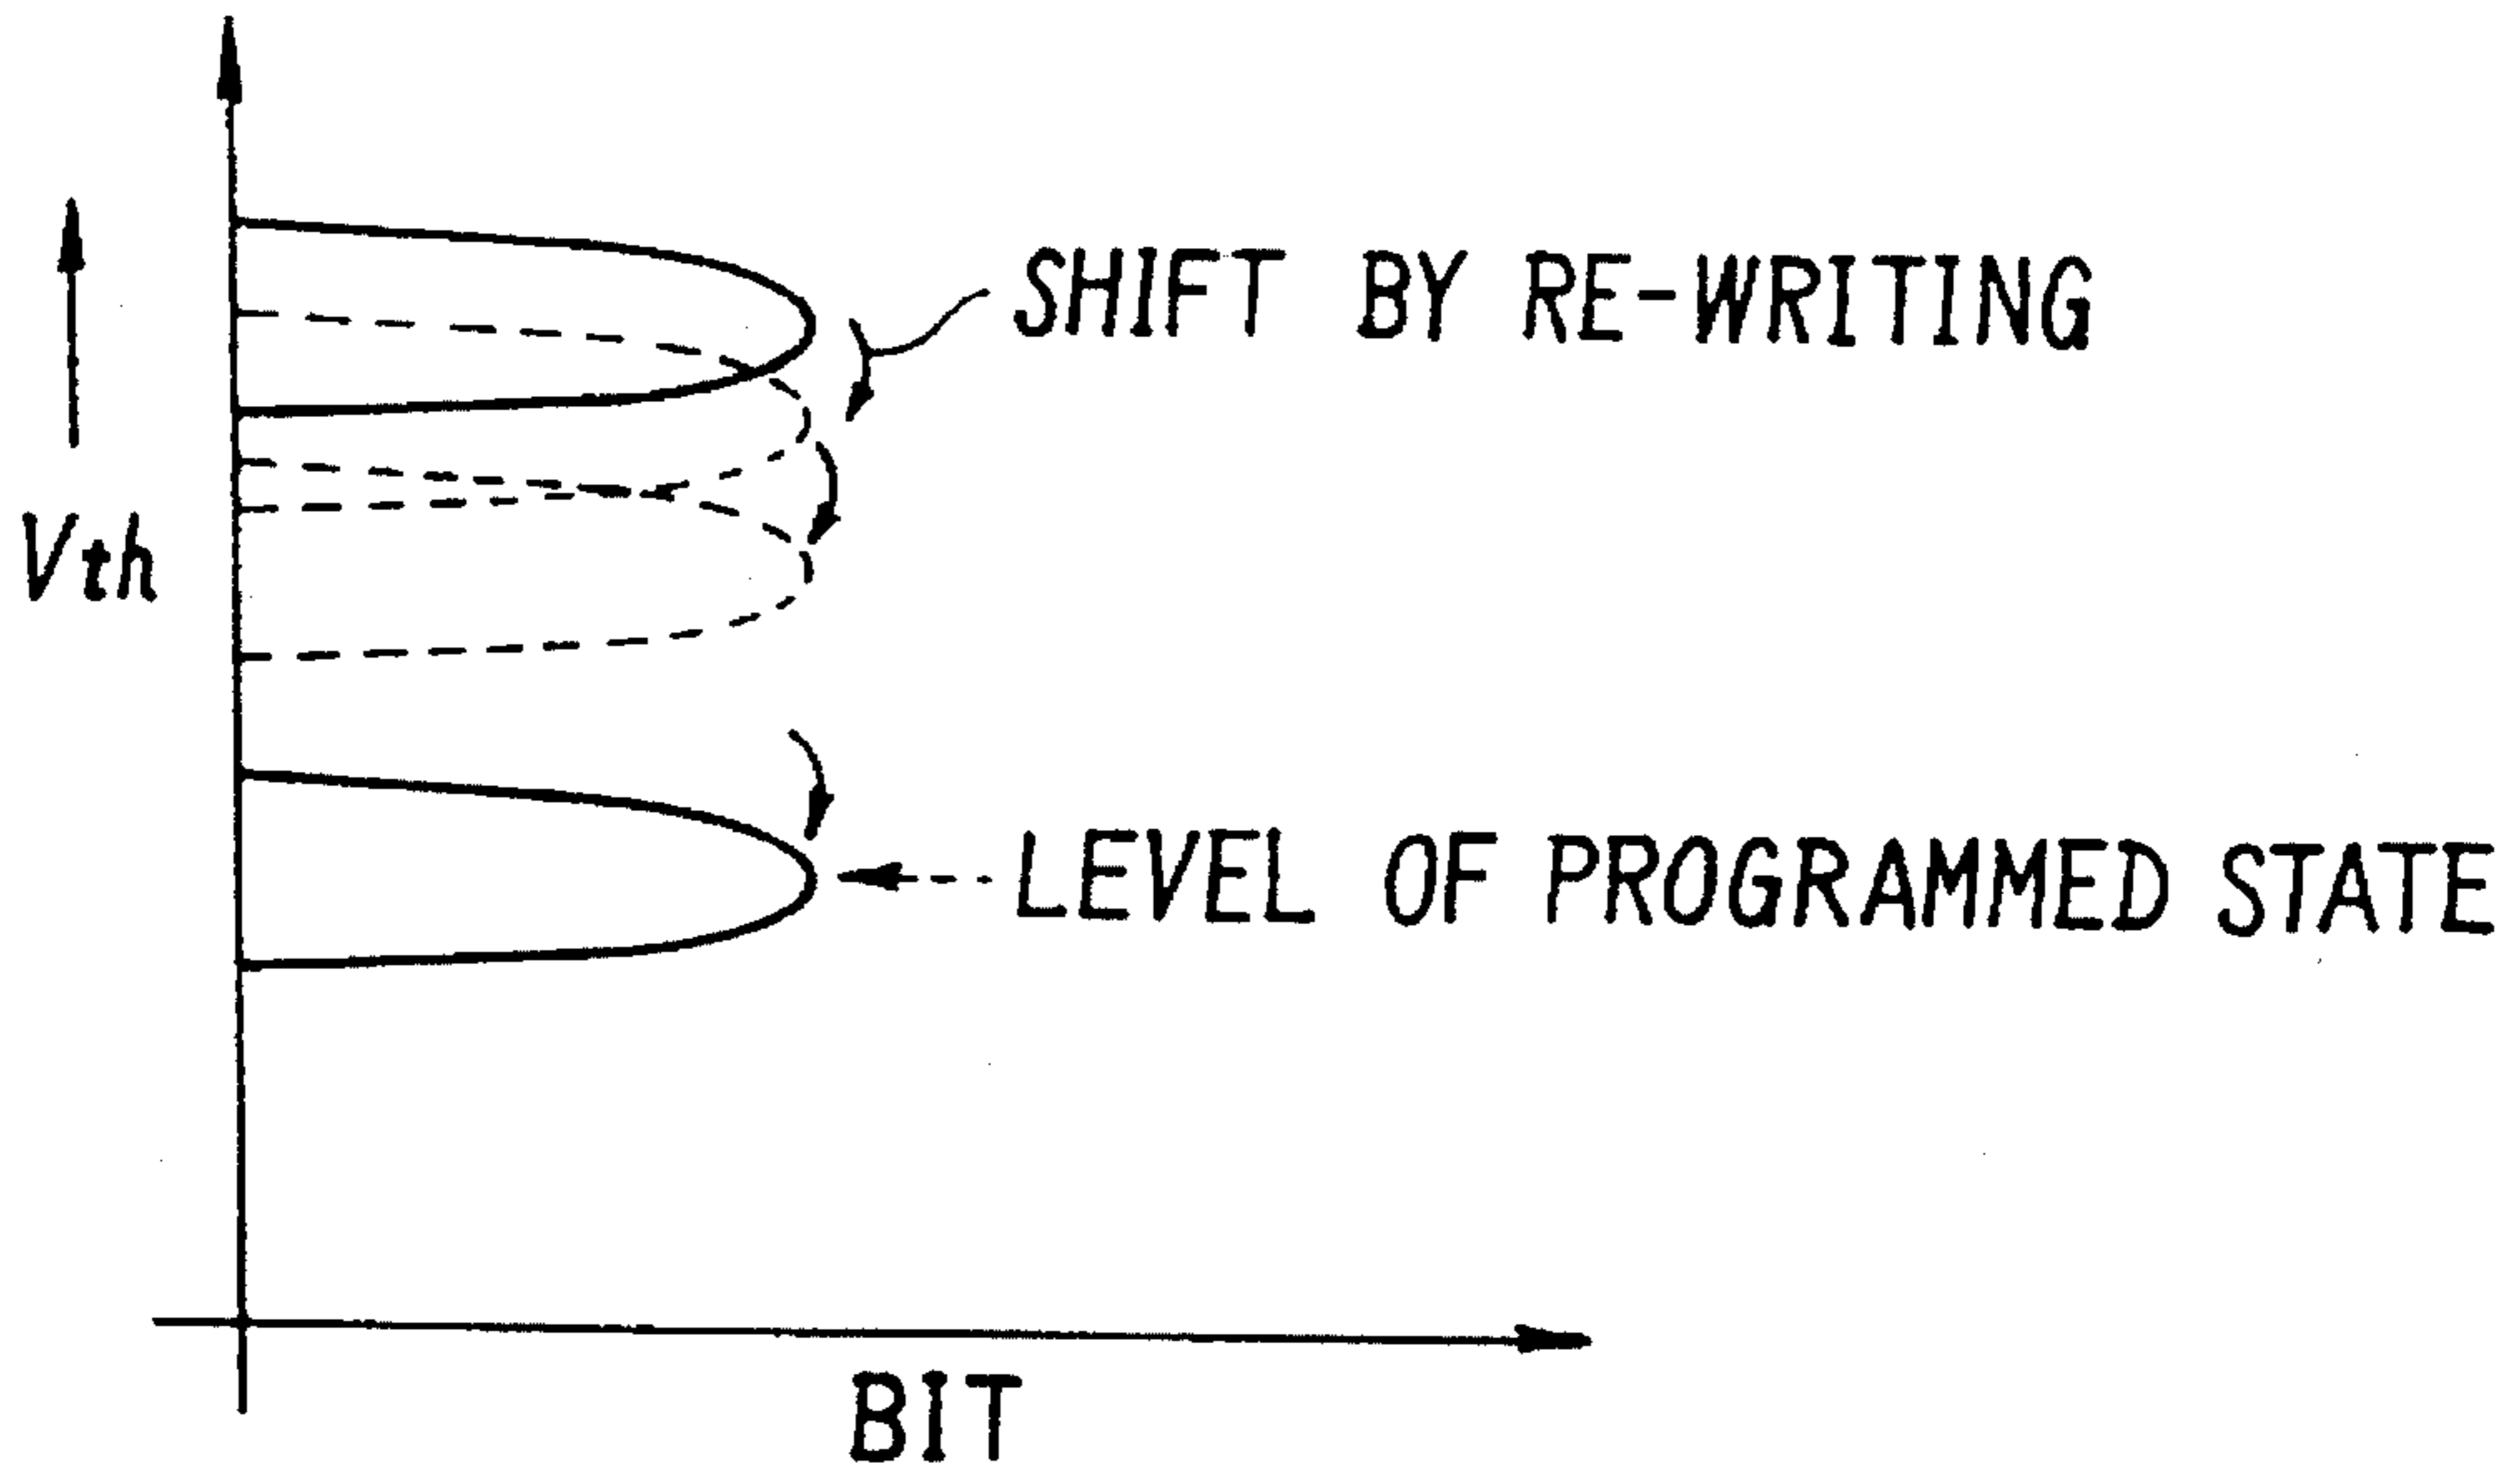 SHIFT BY RE-WRITING
Vth
LEVEL OF PROGRAMMED STATE
BIT